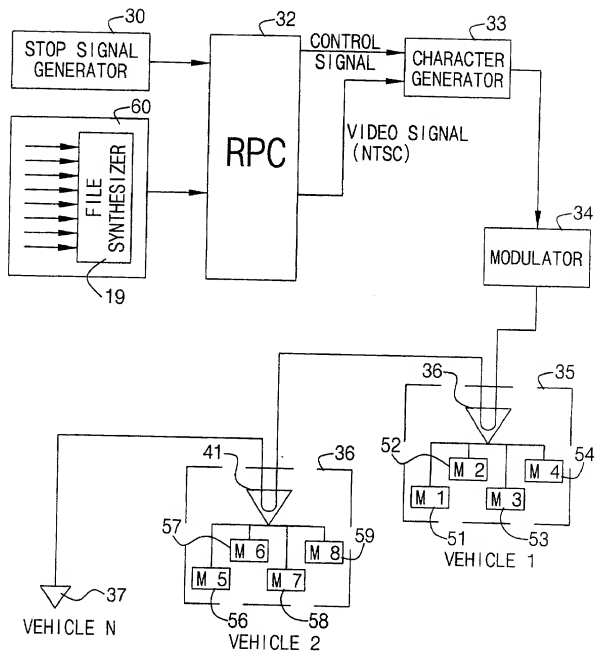 30
STOP SIGNAL
GENERATOR
32
RPC
CONTROL
SIGNAL
33
CHARACTER
GENERATOR
60
FILE
SYNTHESIZER
19
VIDEO SIGNAL
(NTSC)
34
MODULATOR
36
35
52
M 2
M 4
54
M 1
M 3
51
53
VEHICLE 1
41
36
57
M 6
M 8
59
M 5
M 7
56
58
VEHICLE 2
37
VEHICLE N